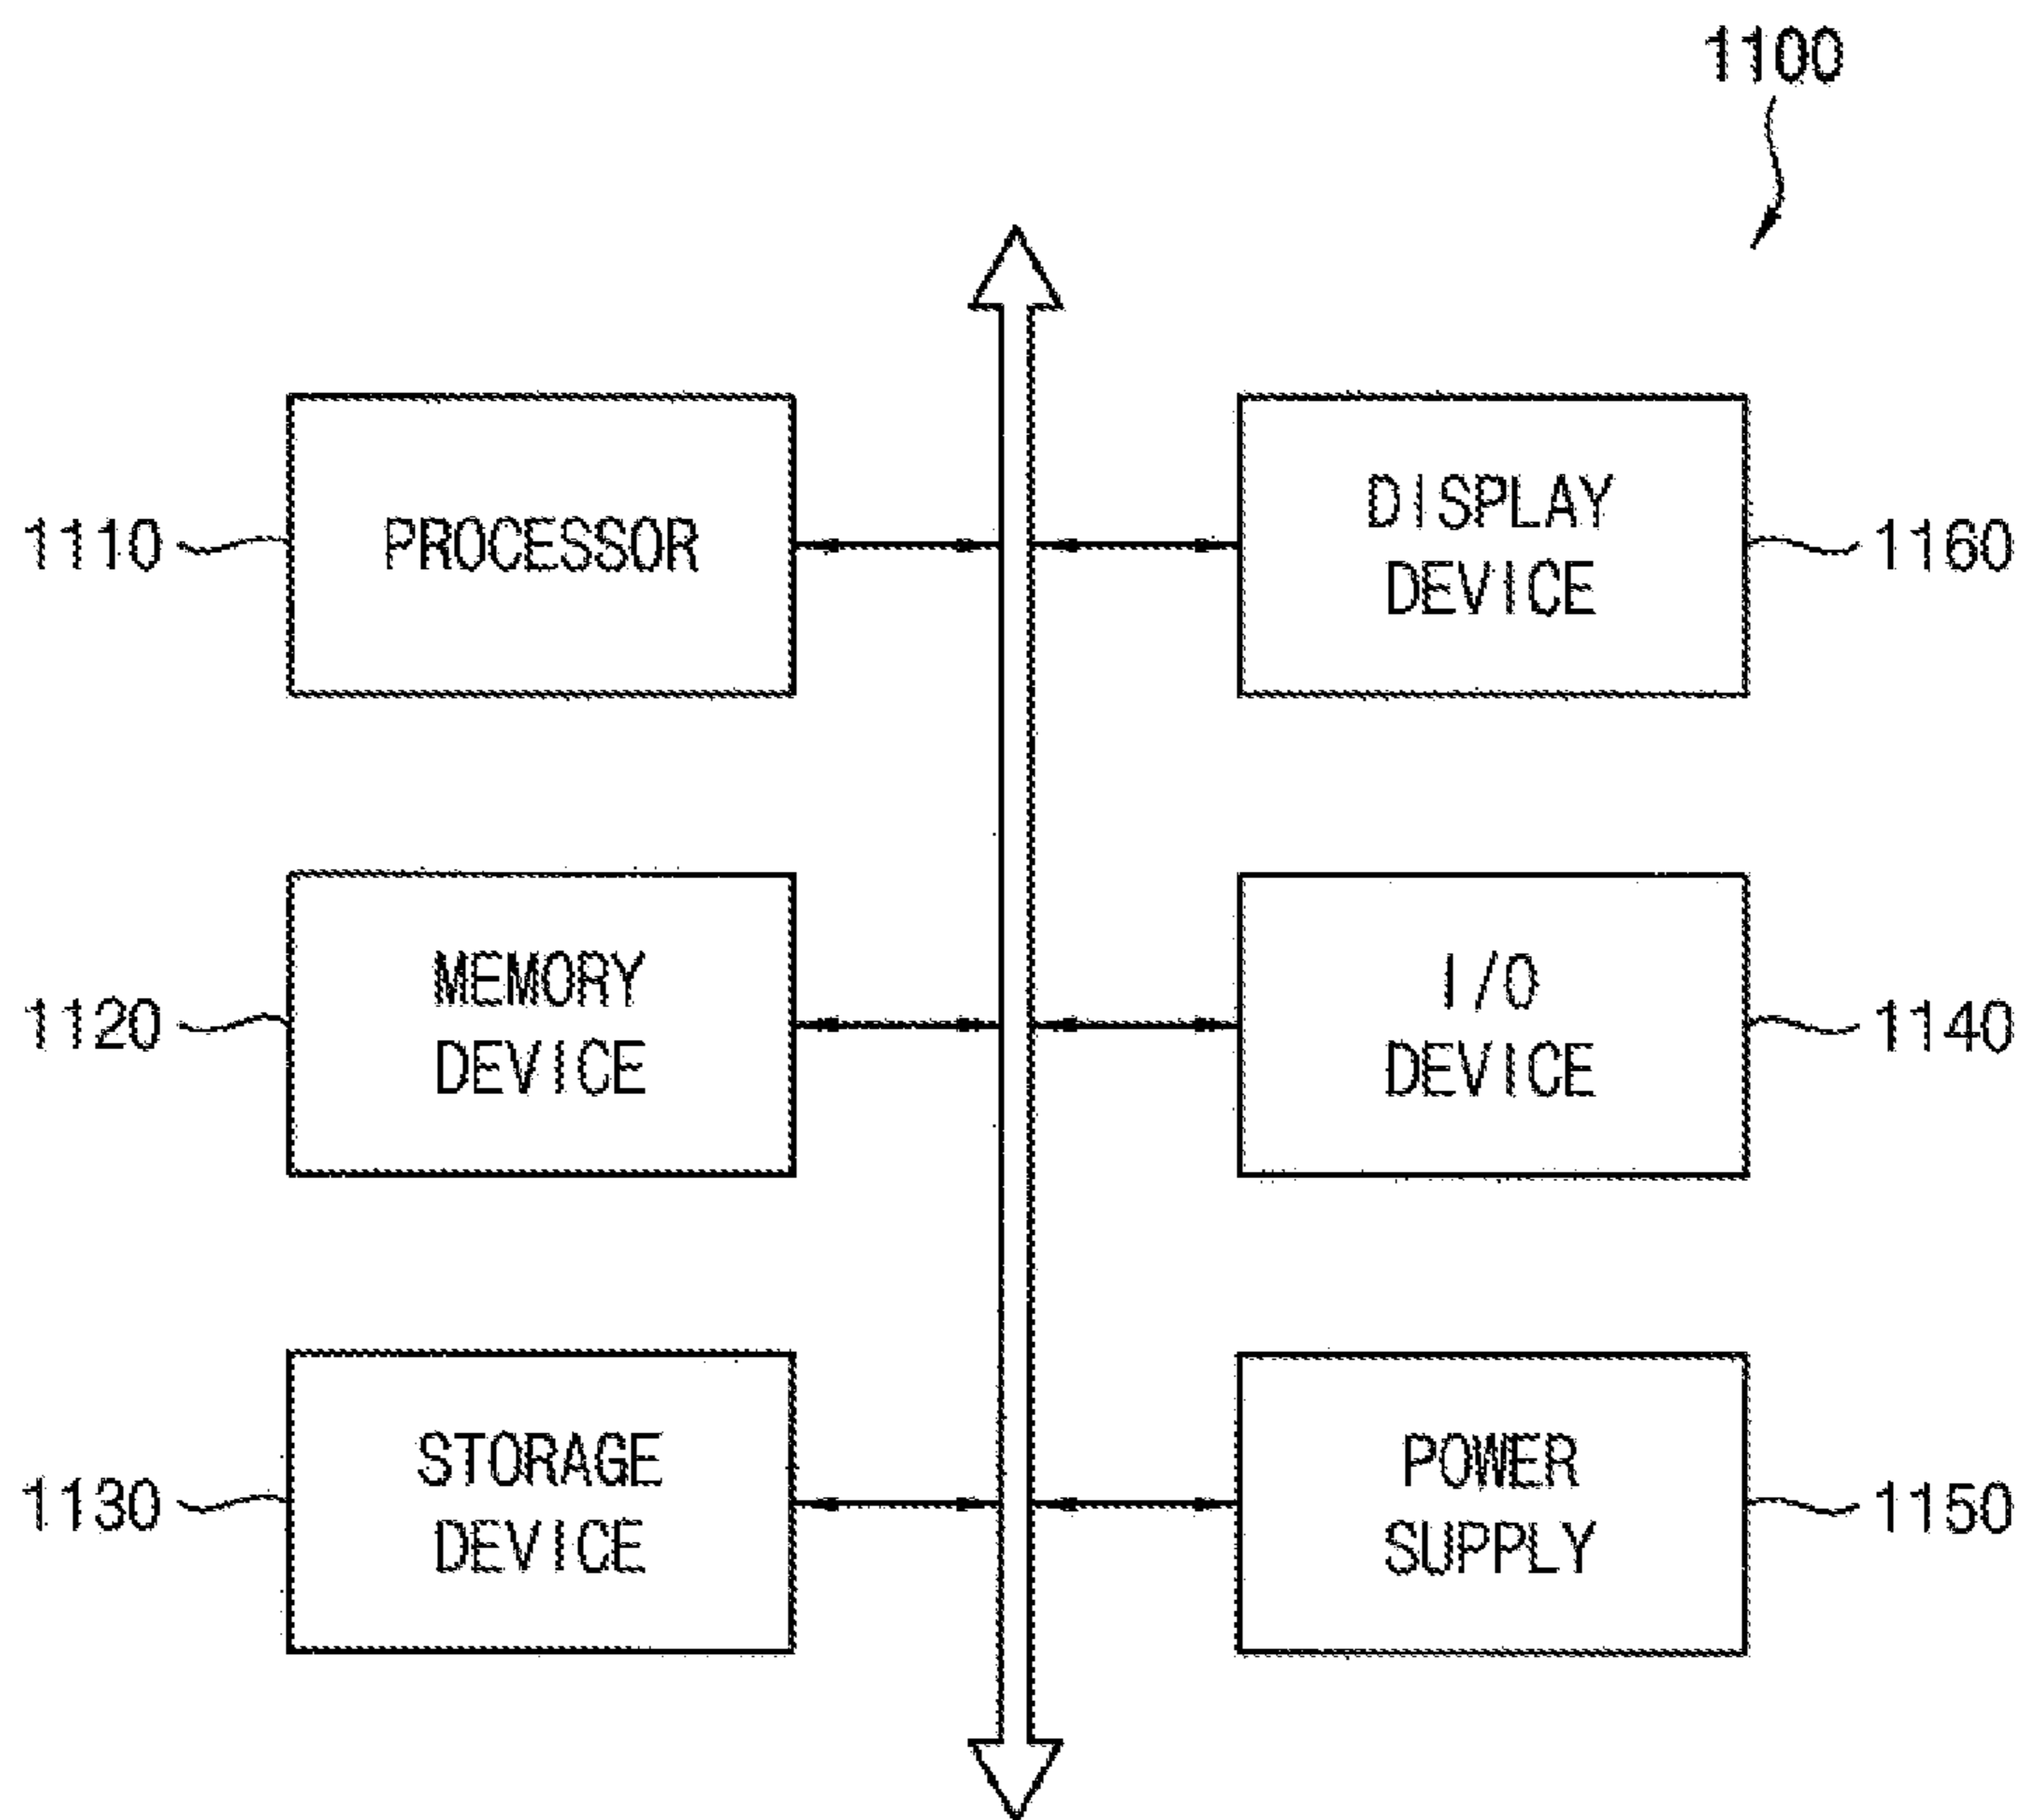 1100
1110
PROCESSOR
DISPLAY
DEVICE
1160
1120
MEMORY
DEVICE
I/O
DEVICE
1140
1130
STORAGE
DEVICE
POWER
SUPPLY
1150